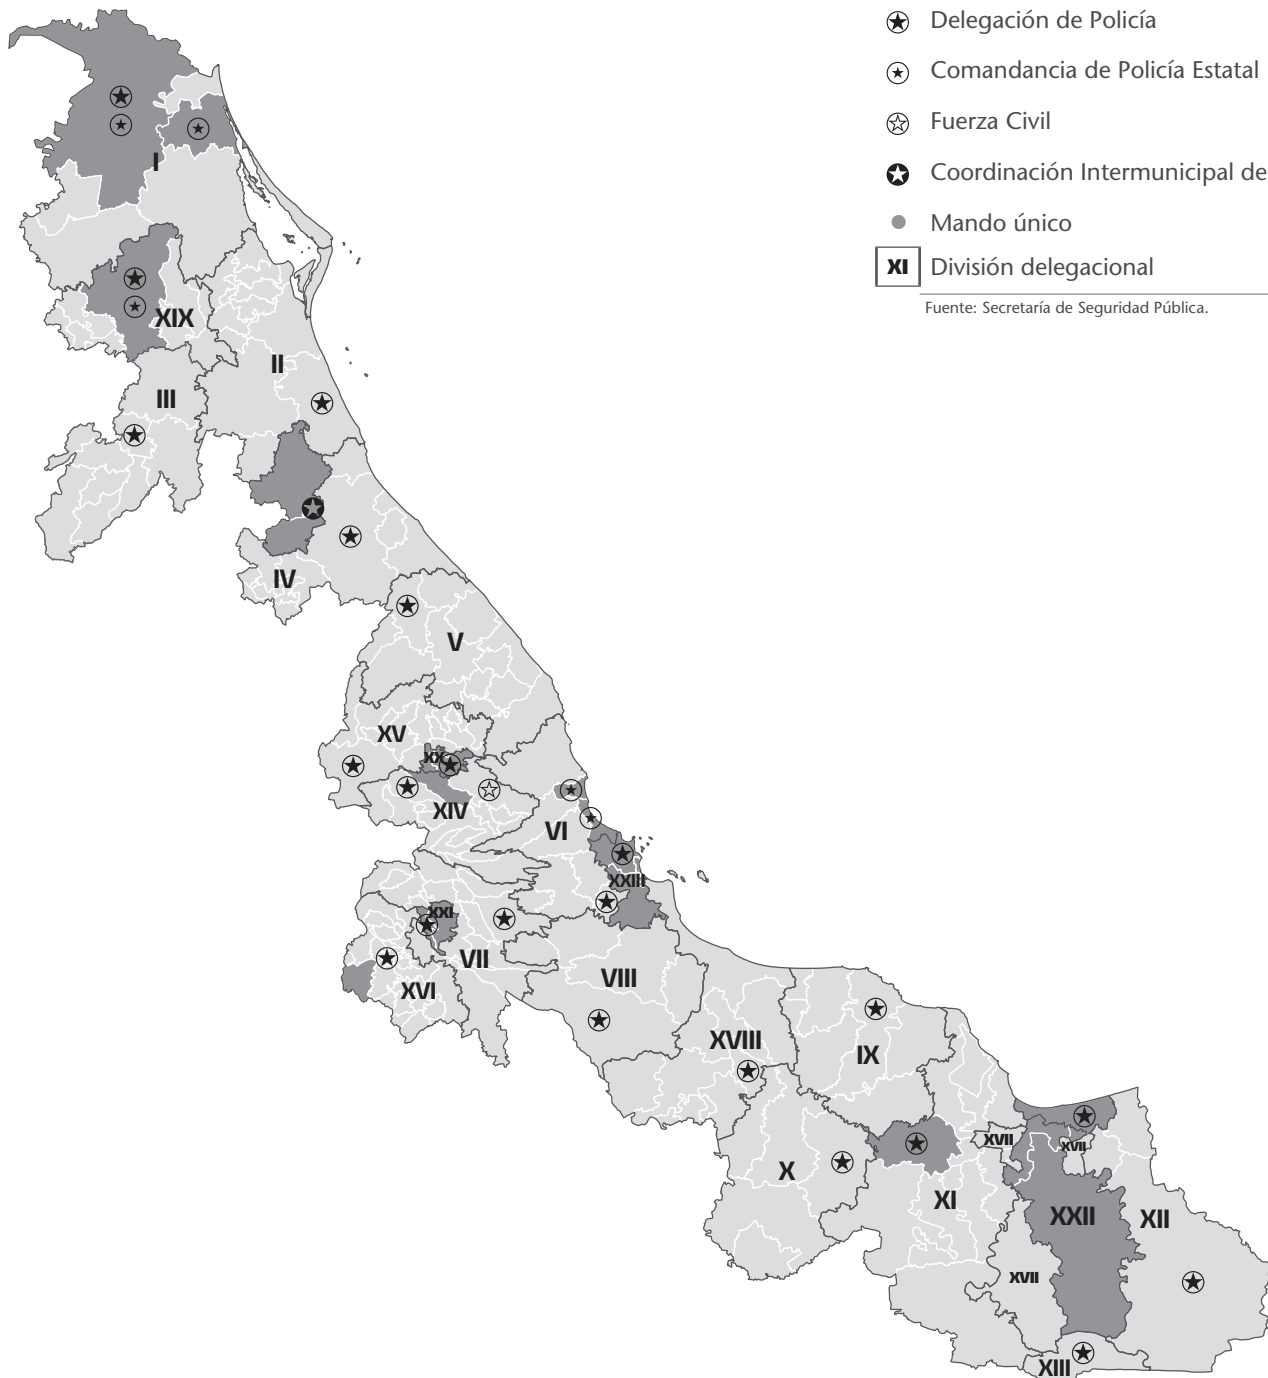 Delegación de Policía
Comandancia de Policía Estatal
Fuerza Civil
Coordinación Intermunicipal de
Mando único
XI División delegacional
Fuente: Secretaría de Seguridad Pública.
I
XIX
II
III
IV
V
XV
XX
XIV
VI
XXIII
XXI
VII
VIII
XVI
XVIII
IX
XVII
XVII
X
XI
XXII
XII
XVII
XIII